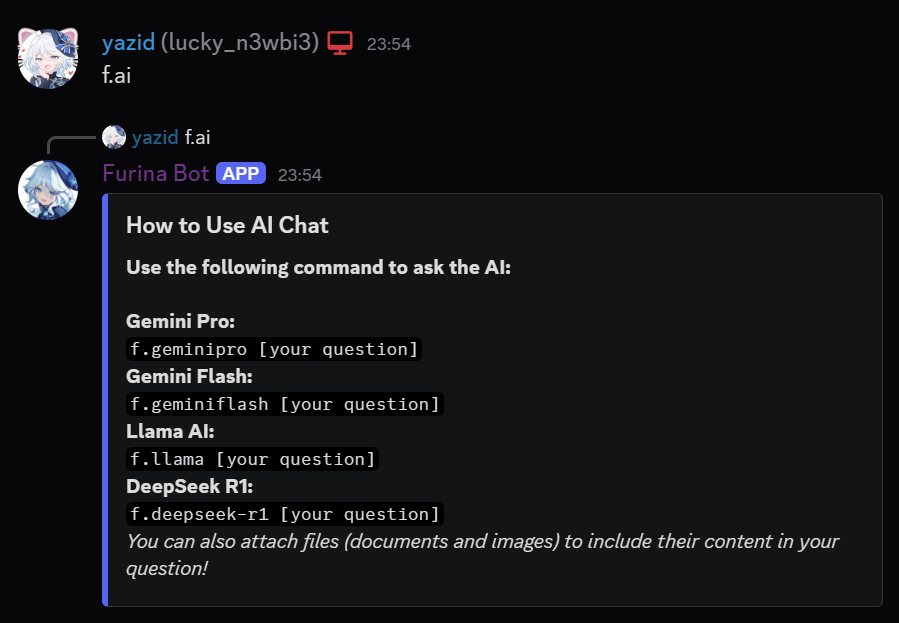 yazid (lucky_n3wbi3) 23:54
f.ai
yazid f.ai
Furina Bot APP 23:54
How to Use AI Chat
Use the following command to ask the AI:
Gemini Pro:
f.geminipro [your question]
Gemini Flash:
f.geminiflash [your question]
Llama AI:
f.llama [your question]
DeepSeek R1:
f.deepseek-r1 [your question]
You can also attach files (documents and images) to include their content in your
question!